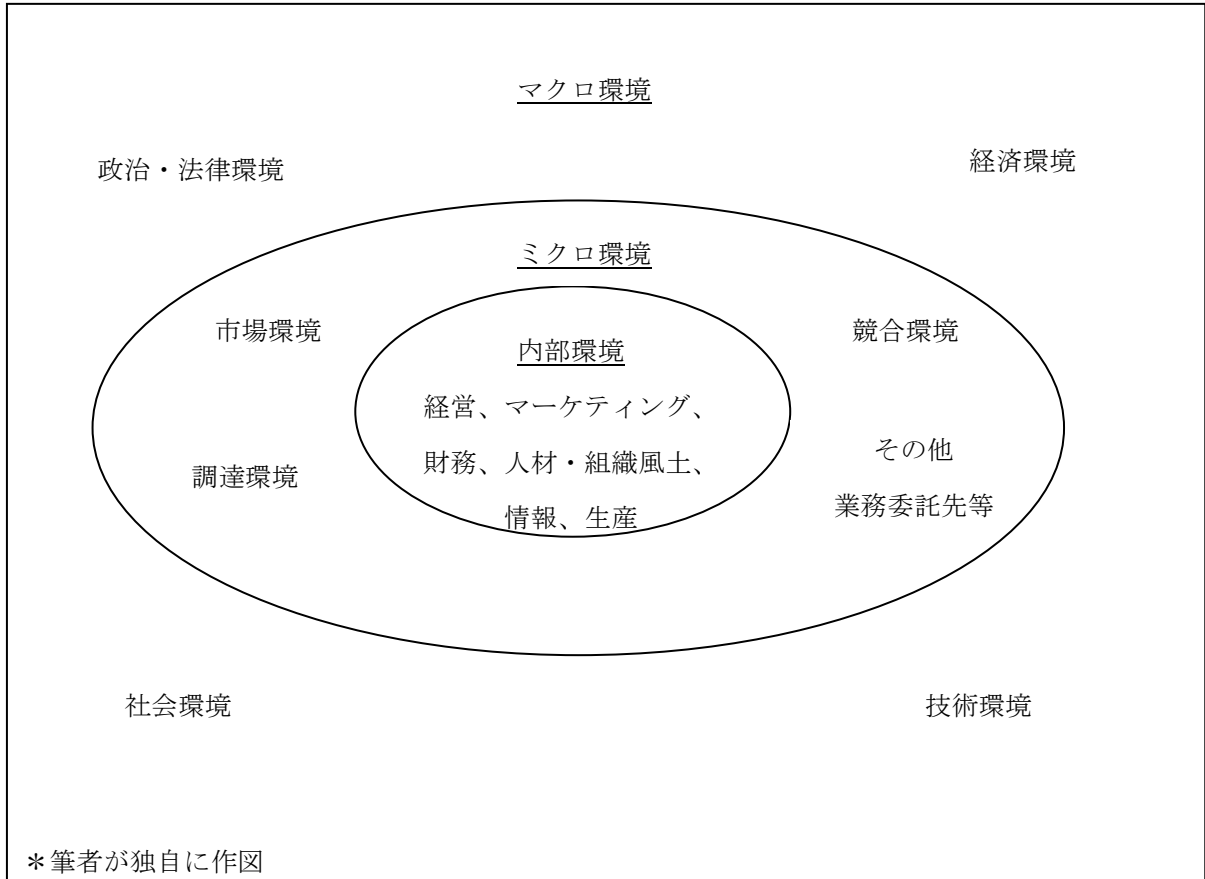 マクロ環境
政治・法律環境
経済環境
ミクロ環境
市場環境
競合環境
内部環境
経営、マーケティング、
財務、人材・組織風土、
情報、生産
調達環境
その他
業務委託先等
社会環境
技術環境
＊筆者が独自に作図